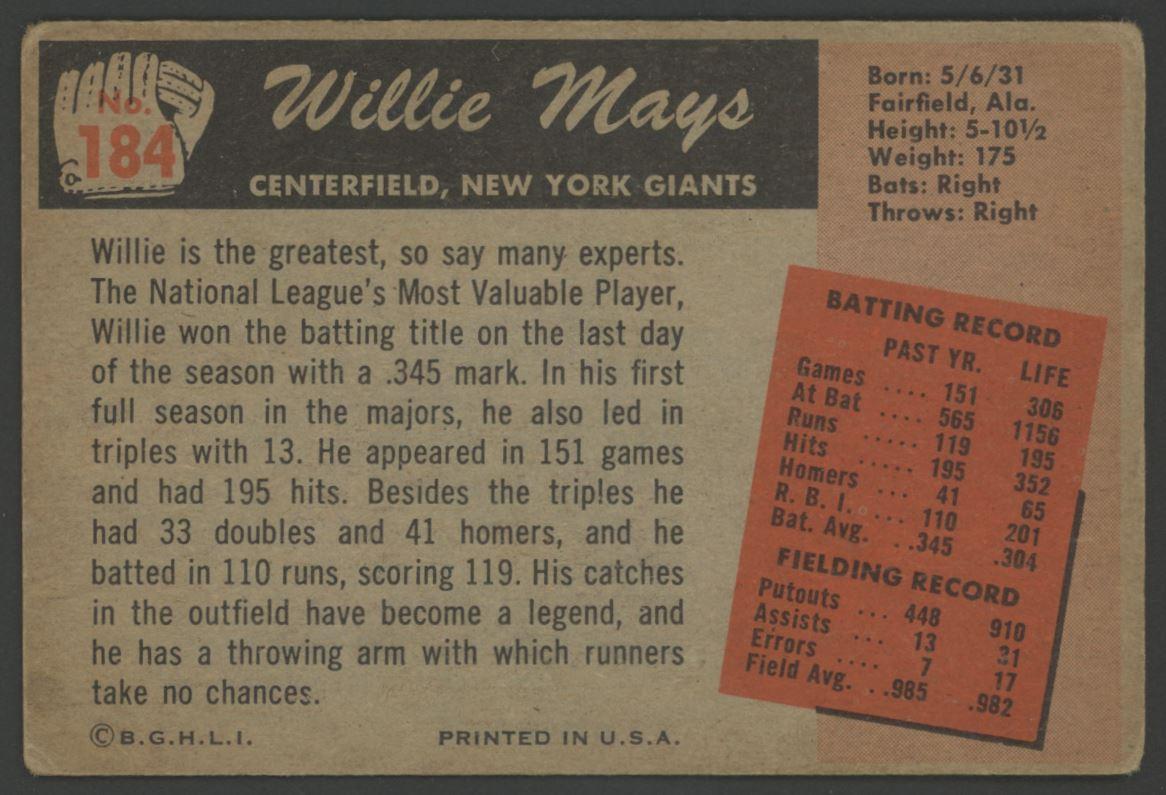 No.
184
Willie Mays
CENTERFIELD, NEW YORK GIANTS
Born: 5/6/31
Fairfield, Ala.
Height: 5-10½
Weight: 175
Bats: Right
Throws: Right
Willie is the greatest, so say many experts.
The National League's Most Valuable Player,
Willie won the batting title on the last day
of the season with a .345 mark. In his first
full season in the majors, he also led in
triples with 13. He appeared in 151 games
and had 195 hits. Besides the triples he
had 33 doubles and 41 homers, and he
batted in 110 runs, scoring 119. His catches
in the outfield have become a legend, and
he has a throwing arm with which runners
take no chances.
©B.G.H.L.I. PRINTED IN U.S.A.
BATTING RECORD
PAST YR. LIFE
Games .... 151 306
At Bat .... 565 1156
Runs ..... 119 195
Hits ..... 195 352
Homers ... 41 65
R. B. I. ... 110 201
Bat. Avg. ..345 .304
FIELDING RECORD
Putouts ... 448 910
Assists ... 13 31
Errors .... 7 17
Field Avg. ..985 .982